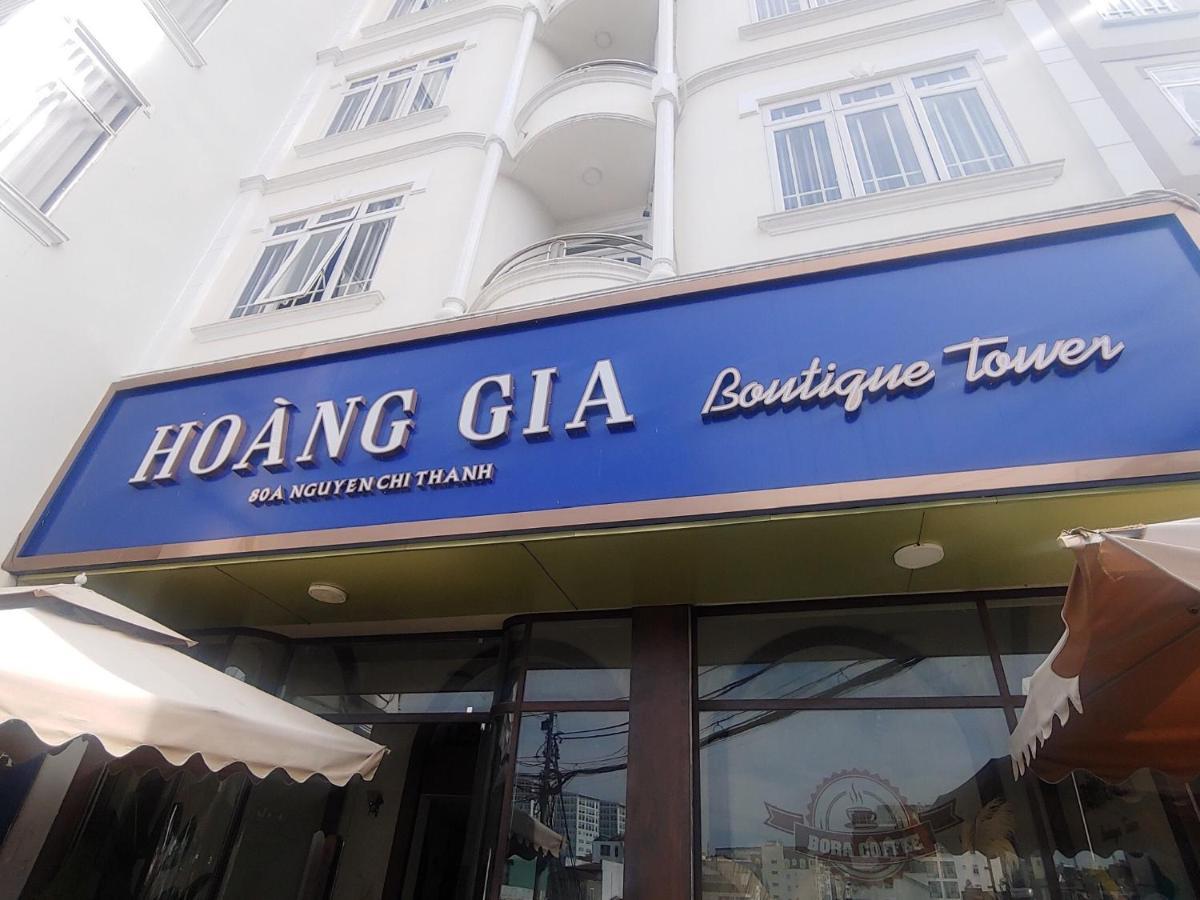 HOÀNG GIA Boutique Tower
80A NGUYEN CHI THANH
BORA COFFEE